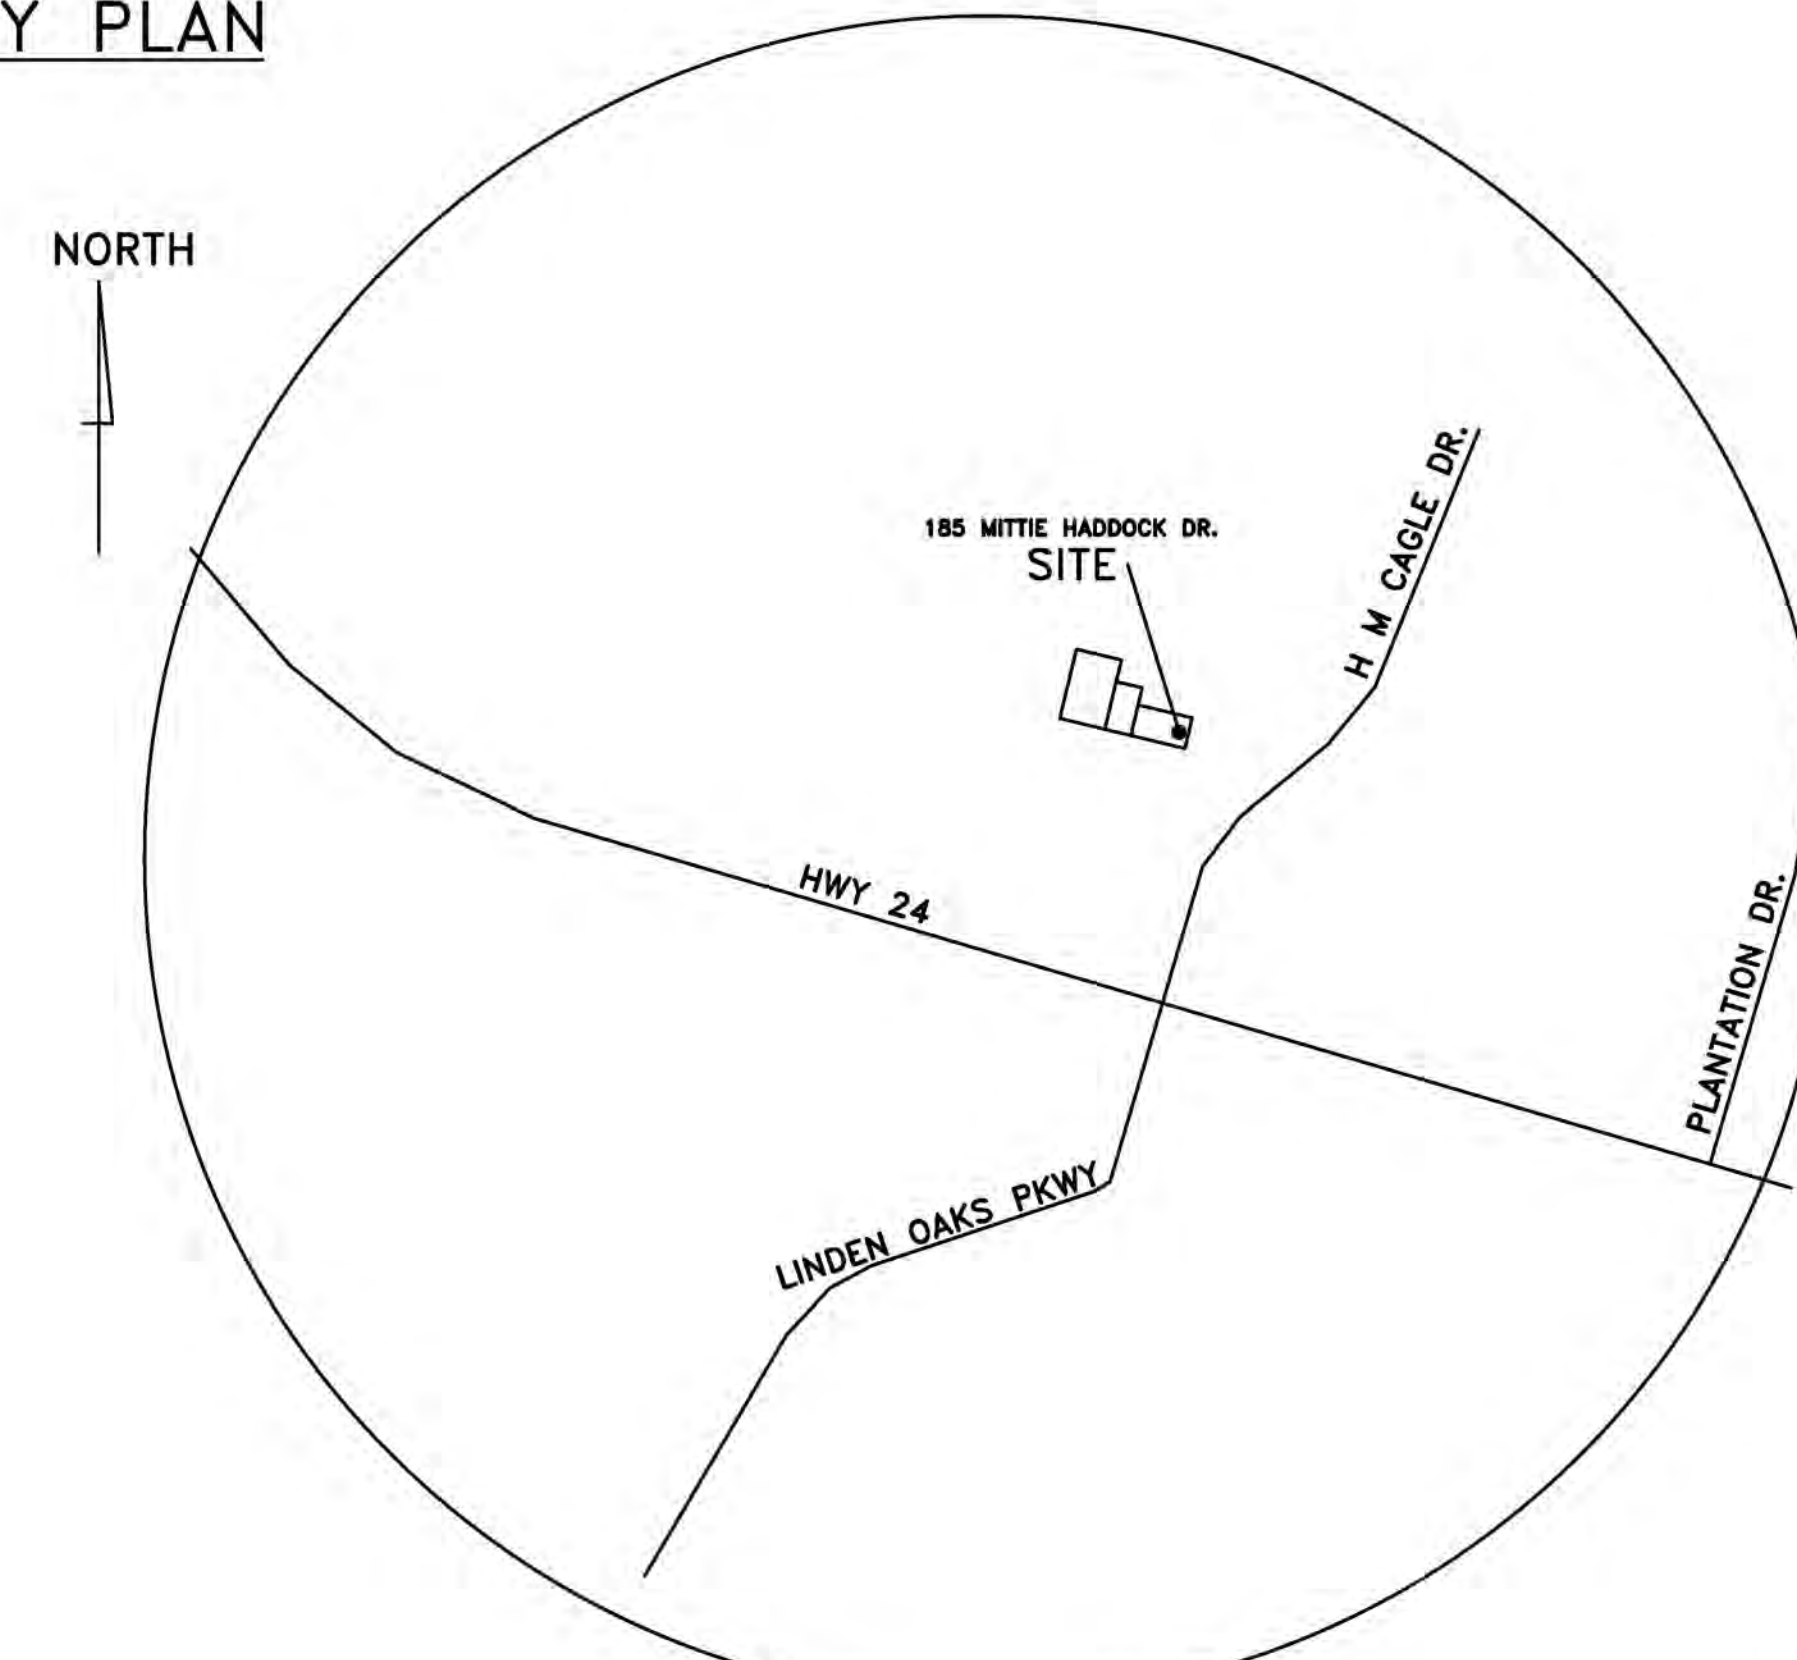 Y PLAN
NORTH
185 MITTIE HADDOCK DR.
SITE
H M CAGLE DR.
HWY 24
PLANTATION DR.
LINDEN OAKS PKWY